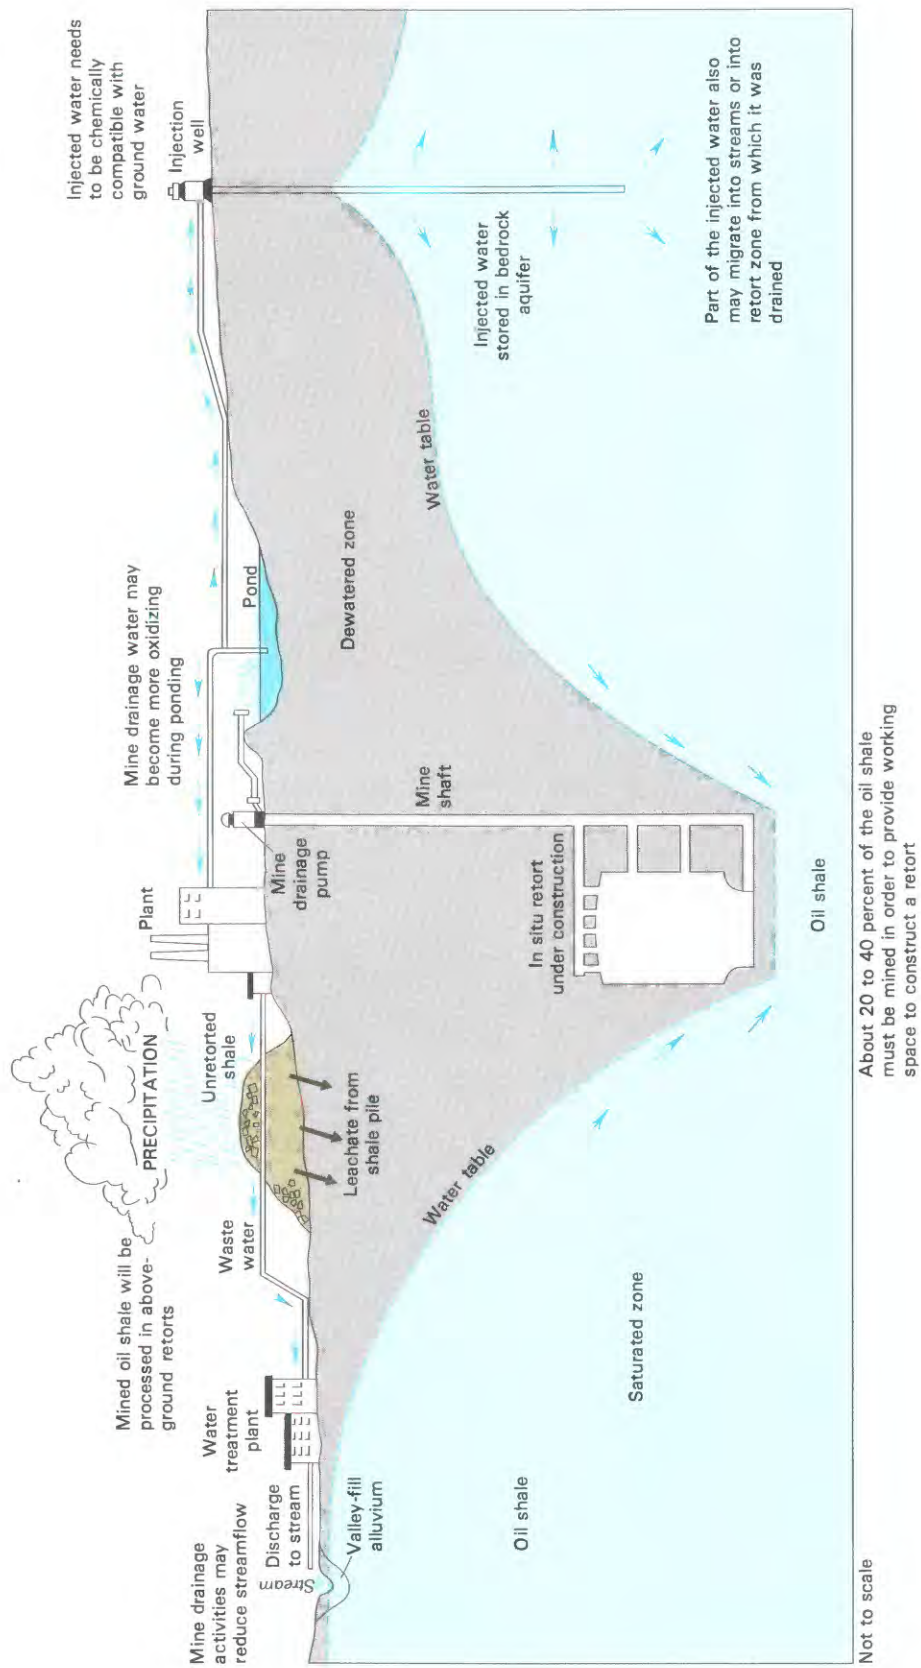 Mine drainage
activities may
reduce streamflow
Discharge
to stream
Stream
Valley-fill
alluvium
Water
treatment
plant
Mined oil shale will be
processed in above-
ground retorts
PRECIPITATION
Waste
water
Unretorted
shale
Leachate from
shale pile
Plant
Mine
drainage
pump
Mine drainage water may
become more oxidizing
during ponding
Pond
Injected water needs
to be chemically
compatible with
ground water
Injection
well
Mine
shaft
Dewatered zone
Water table
Water table
In situ retort
under construction
Injected water
stored in bedrock
aquifer
Part of the injected water also
may migrate into streams or into
retort zone from which it was
drained
Saturated zone
Oil shale
Oil shale
Not to scale
About 20 to 40 percent of the oil shale
must be mined in order to provide working
space to construct a retort